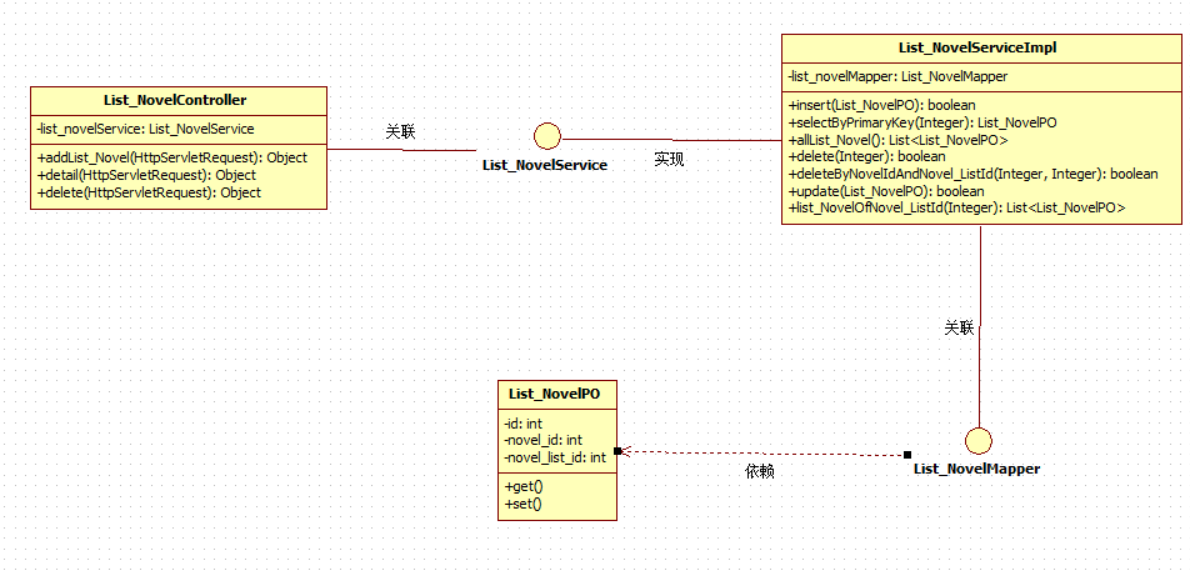 List_NovelController
-list_novelService: List_NovelService
+addList_Novel(HttpServletRequest): Object
+detail(HttpServletRequest): Object
+delete(HttpServletRequest): Object
关联
List_NovelService
实现
List_NovelServiceImpl
-list_novelMapper: List_NovelMapper
+insert(List_NovelPO): boolean
+selectByPrimaryKey(Integer): List_NovelPO
+allList_Novel(): List<List_NovelPO>
+delete(Integer): boolean
+deleteByNovelIdAndNovel_ListId(Integer, Integer): boolean
+update(List_NovelPO): boolean
+list_NovelOfNovel_ListId(Integer): List<List_NovelPO>
关联
List_NovelPO
-id: int
-novel_id: int
-novel_list_id: int
+get()
+set()
依赖
List_NovelMapper